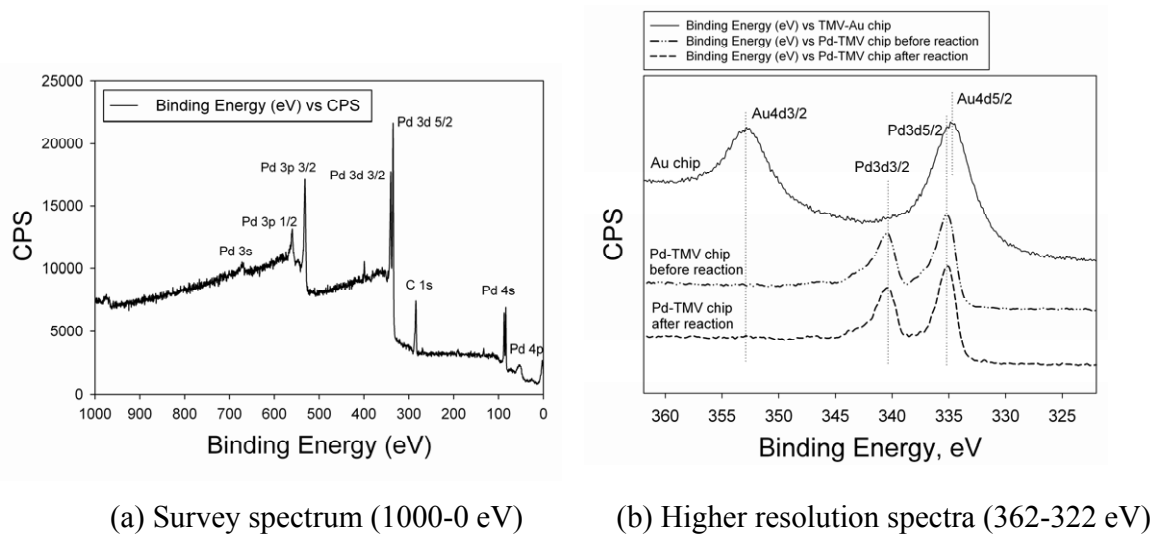 25000
20000
15000
10000
5000
0
CPS
Binding Energy (eV) vs CPS
Pd 3d 5/2
Pd 3p 3/2
Pd 3d 3/2
Pd 3p 1/2
Pd 3s
C 1s
Pd 4s
Pd 4p
1000 900 800 700 600 500 400 300 200 100 0
Binding Energy (eV)
(a) Survey spectrum (1000-0 eV)
Binding Energy (eV) vs TMV-Au chip
Binding Energy (eV) vs Pd-TMV chip before reaction
Binding Energy (eV) vs Pd-TMV chip after reaction
CPS
Au4d3/2
Au4d5/2
Pd3d5/2
Au chip
Pd3d3/2
Pd-TMV chip
before reaction
Pd-TMV chip
after reaction
360 355 350 345 340 335 330 325
Binding Energy, eV
(b) Higher resolution spectra (362-322 eV)